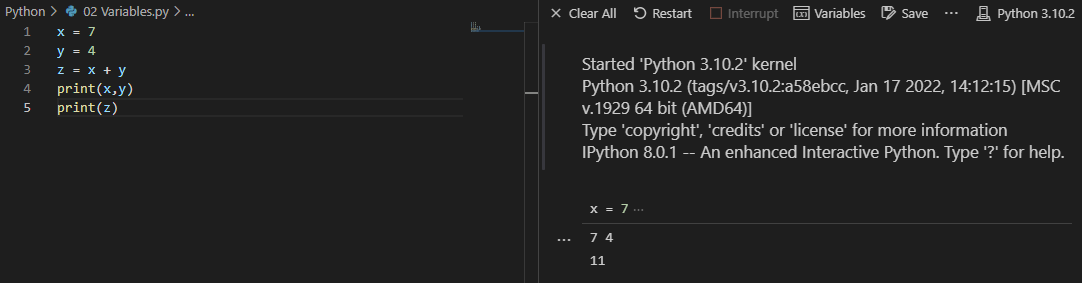 Python > 02 Variables.py > ...
1 x = 7
2 y = 4
3 z = x + y
4 print(x,y)
5 print(z)
Clear All Restart Interrupt Variables Save ... Python 3.10.2
Started 'Python 3.10.2' kernel
Python 3.10.2 (tags/v3.10.2:a58ebcc, Jan 17 2022, 14:12:15) [MSC
v.1929 64 bit (AMD64)]
Type 'copyright', 'credits' or 'license' for more information
IPython 8.0.1 -- An enhanced Interactive Python. Type '?' for help.
x = 7 ...
... 7 4
11